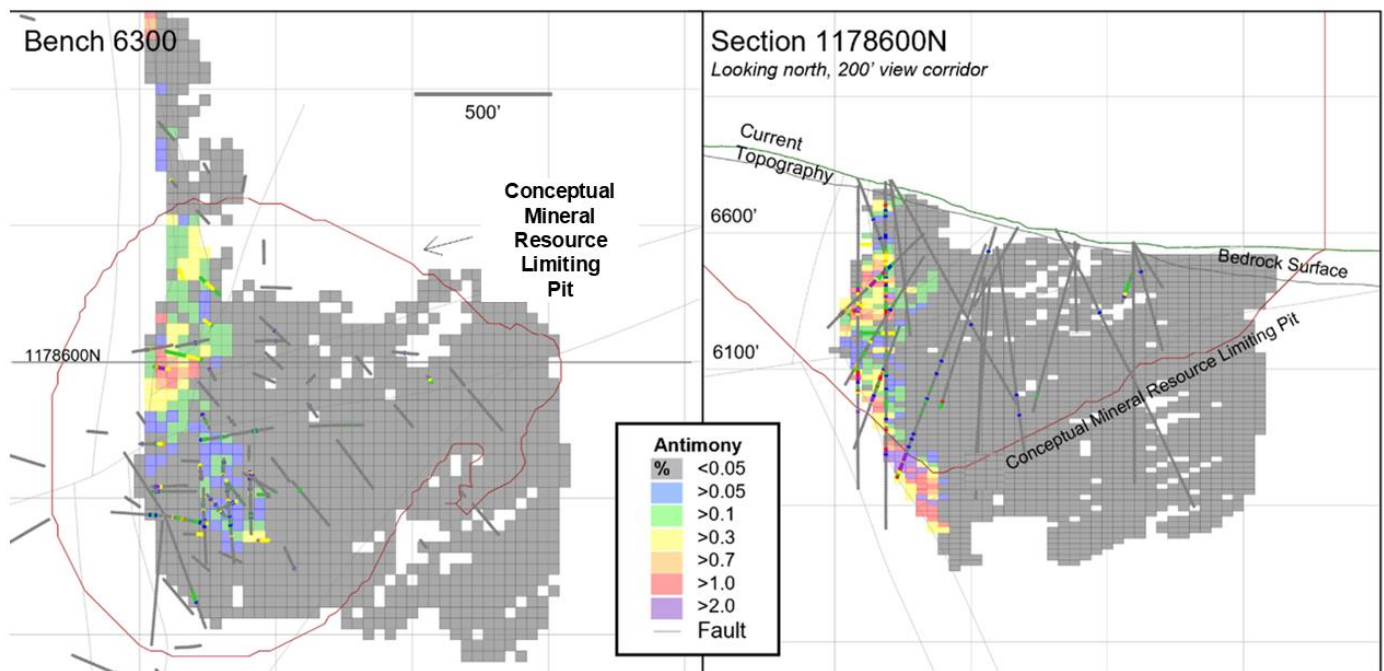 Bench 6300
500'
Conceptual
Mineral
Resource
Limiting
Pit
1178600N
Section 1178600N
Looking north, 200' view corridor
Current
Topography
6600'
Bedrock Surface
6100'
Conceptual Mineral Resource Limiting Pit
Antimony
% <0.05
>0.05
>0.1
>0.3
>0.7
>1.0
>2.0
Fault